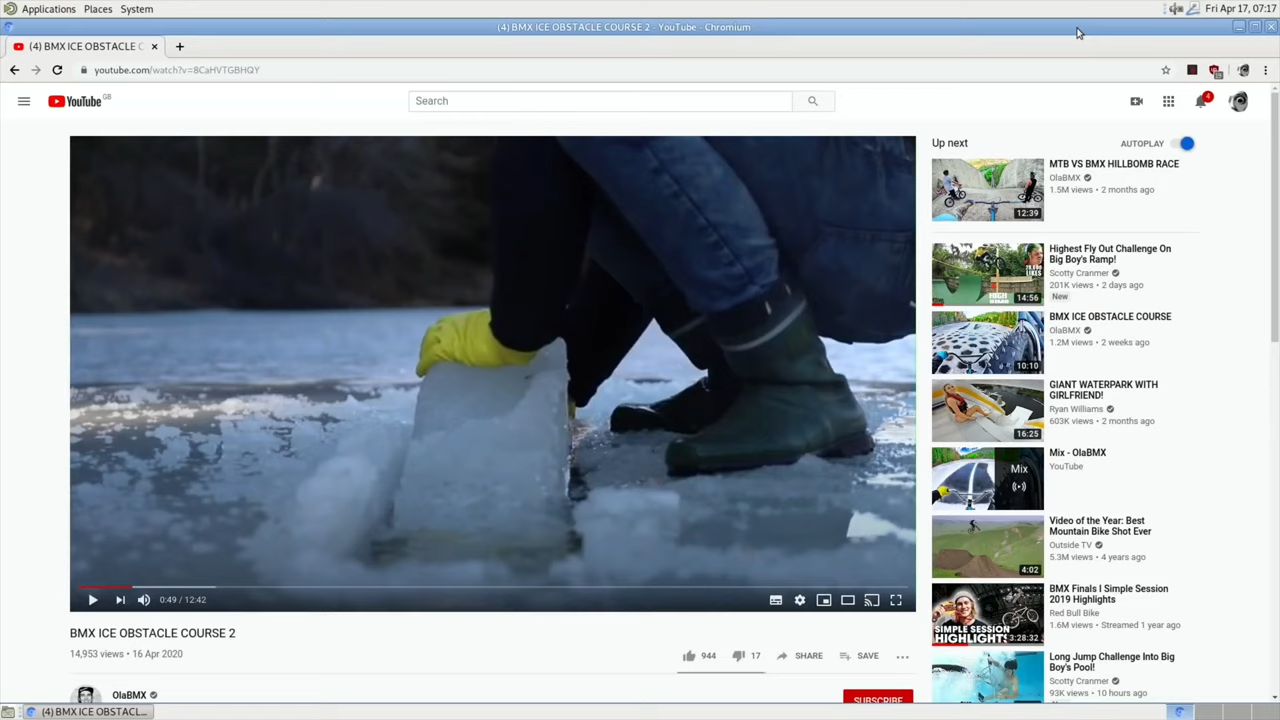 Applications Places System
Fri Apr 17, 07:17
(4) BMX ICE OBSTACLE COURSE 2 - YouTube - Chromium
(4) BMX ICE OBSTACLE C
youtube.com/watch?v=8CaHVTGBHQY
YouTube GB
Search
4
Up next
AUTOPLAY
MTB VS BMX HILLBOMB RACE
OlaBMX
1.5M views • 2 months ago
12:39
Highest Fly Out Challenge On
Big Boy's Ramp!
Scotty Cranmer
201K views • 2 days ago
New
HIGH
14:56
BMX ICE OBSTACLE COURSE
OlaBMX
1.2M views • 2 weeks ago
10:10
GIANT WATERPARK WITH
GIRLFRIEND!
Ryan Williams
603K views • 2 months ago
16:25
Mix - OlaBMX
YouTube
Mix
Video of the Year: Best
Mountain Bike Shot Ever
Outside TV
5.3M views • 4 years ago
4:02
BMX Finals I Simple Session
2019 Highlights
Red Bull Bike
1.6M views • Streamed 1 year ago
SIMPLE SESSION
HIGHLIGHTS
3:28:32
Long Jump Challenge Into Big
Boy's Pool!
Scotty Cranmer
93K views • 10 hours ago
0:49 / 12:42
BMX ICE OBSTACLE COURSE 2
14,953 views • 16 Apr 2020
944 17 SHARE SAVE
OlaBMX
SUBSCRIBE
(4) BMX ICE OBSTACL...